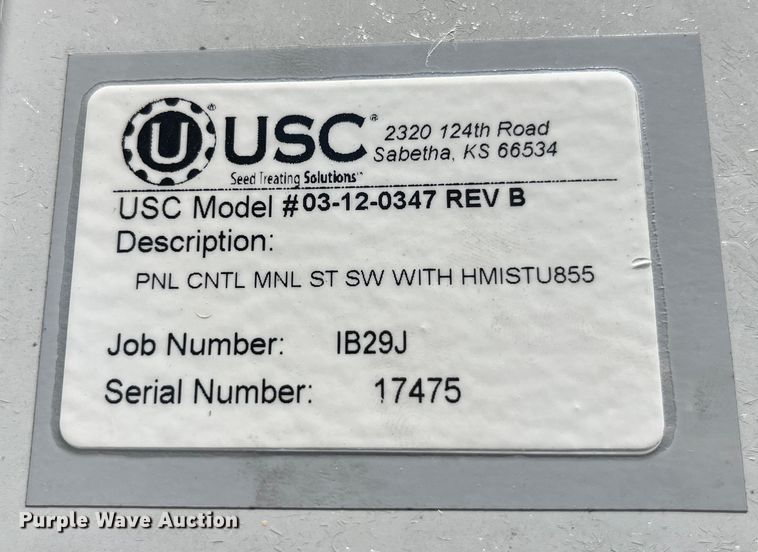 U® USC®
2320 124th Road
Sabetha, KS 66534
Seed Treating Solutions™
USC Model #03-12-0347 REV B
Description:
PNL CNTL MNL ST SW WITH HMISTU855
Job Number: IB29J
Serial Number: 17475
Purple Wave Auction